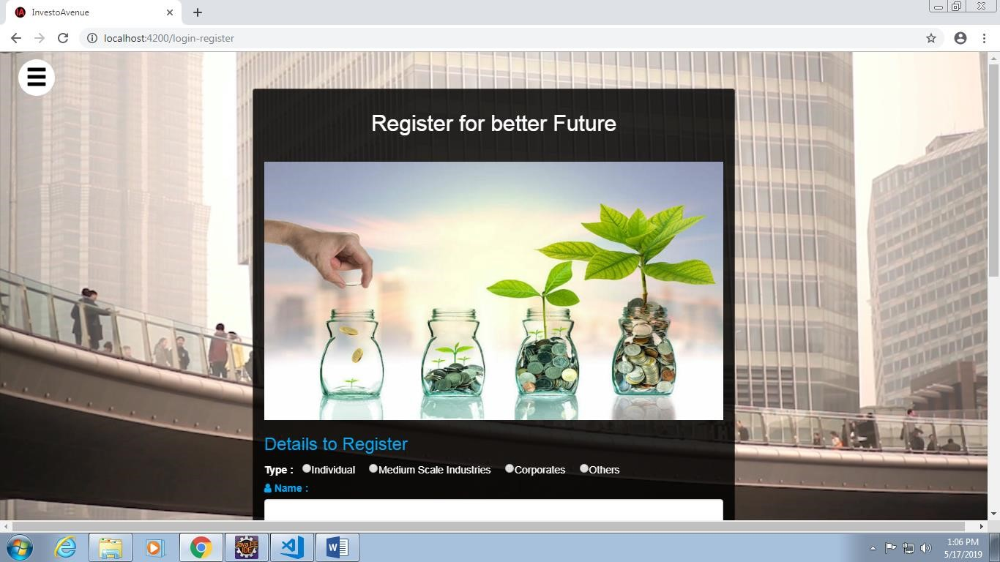 IA InvestoAvenue
localhost:4200/login-register
Register for better Future
Details to Register
Type : Individual Medium Scale Industries Corporates Others
Name :
Java EE
IDE
W
1:06 PM
5/17/2019